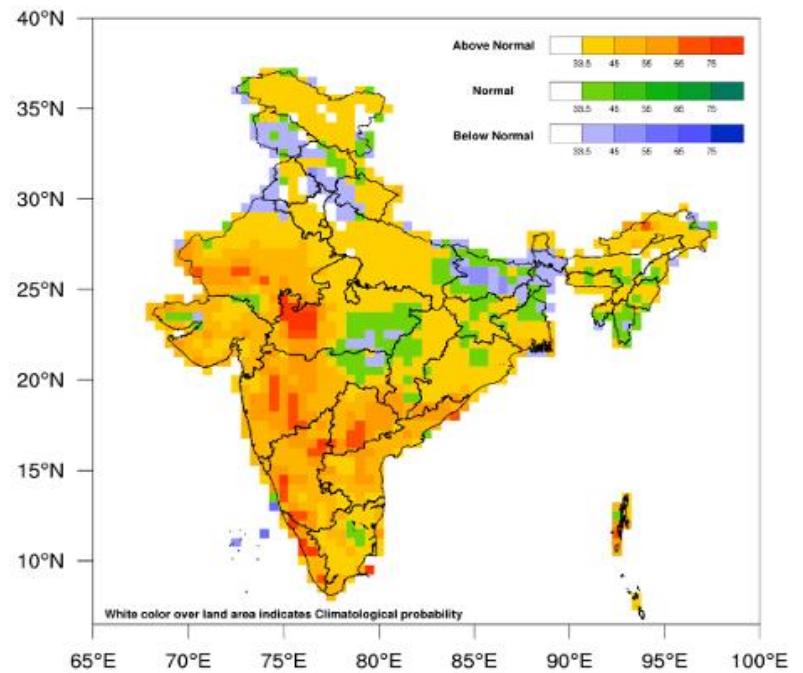 40°N
35°N
30°N
25°N
20°N
15°N
10°N
Above Normal
33.5 45 55 65 75
Normal
33.5 45 55 65 75
Below Normal
33.5 45 55 65 75
White color over land area indicates Climatological probability
65°E 70°E 75°E 80°E 85°E 90°E 95°E 100°E